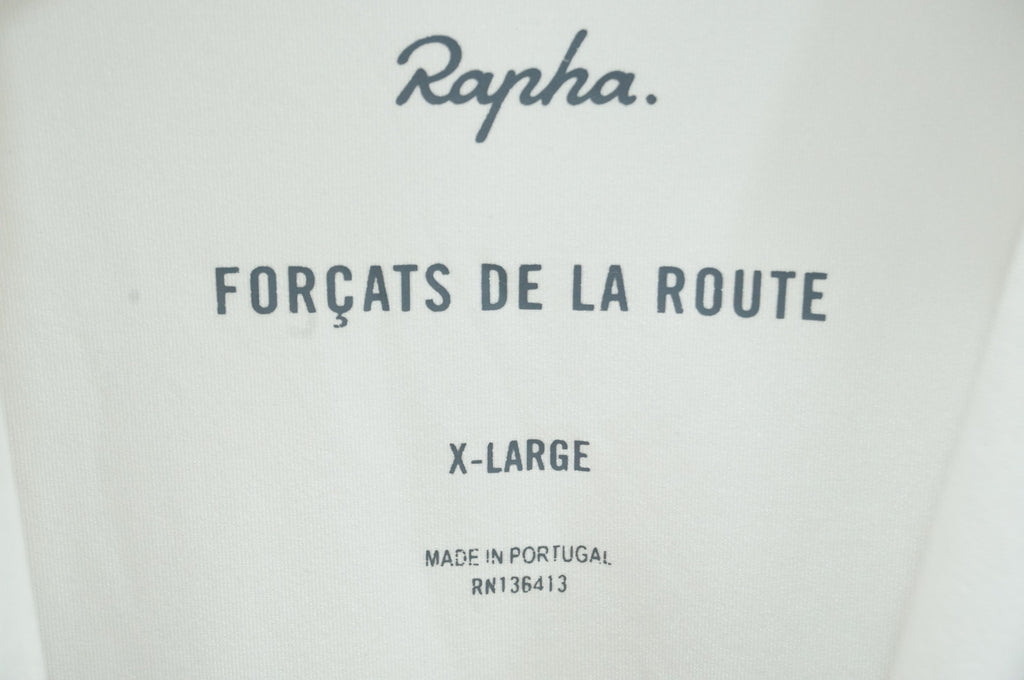 Rapha.
FORÇATS DE LA ROUTE
X-LARGE
MADE IN PORTUGAL
RN136413